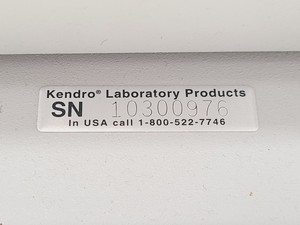 Kendro® Laboratory Products
SN 10300976
In USA call 1-800-522-7746